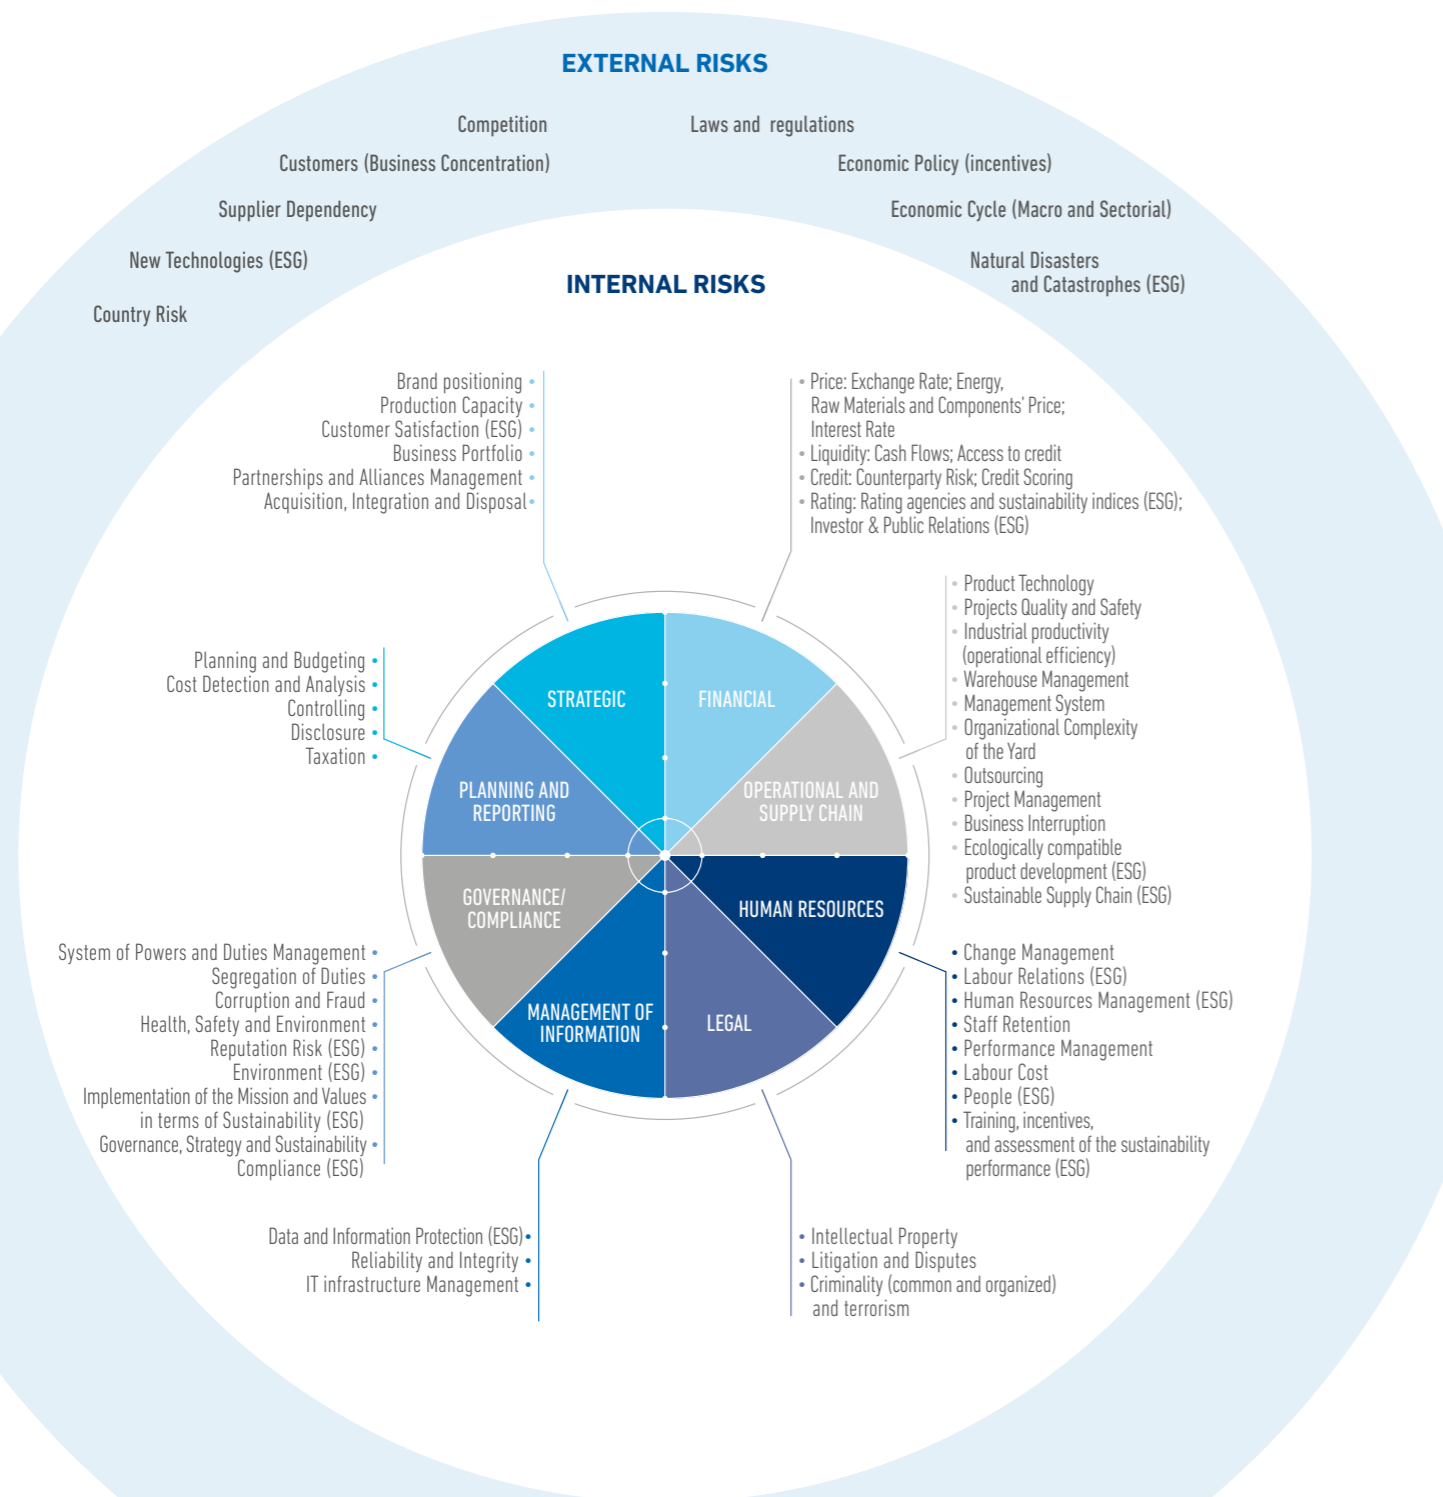 EXTERNAL RISKS
Competition
Laws and regulations
Customers (Business Concentration)
Economic Policy (incentives)
Supplier Dependency
Economic Cycle (Macro and Sectorial)
New Technologies (ESG)
Natural Disasters
and Catastrophes (ESG)
Country Risk
INTERNAL RISKS
Brand positioning •
Production Capacity •
Customer Satisfaction (ESG) •
Business Portfolio •
Partnerships and Alliances Management •
Acquisition, Integration and Disposal •
• Price: Exchange Rate; Energy,
Raw Materials and Components' Price;
Interest Rate
• Liquidity: Cash Flows; Access to credit
• Credit: Counterparty Risk; Credit Scoring
• Rating: Rating agencies and sustainability indices (ESG);
Investor & Public Relations (ESG)
• Product Technology
• Projects Quality and Safety
• Industrial productivity
(operational efficiency)
• Warehouse Management
• Management System
• Organizational Complexity
of the Yard
• Outsourcing
• Project Management
• Business Interruption
• Ecologically compatible
product development (ESG)
• Sustainable Supply Chain (ESG)
Planning and Budgeting •
Cost Detection and Analysis •
Controlling •
Disclosure •
Taxation •
STRATEGIC
FINANCIAL
PLANNING AND
REPORTING
OPERATIONAL AND
SUPPLY CHAIN
GOVERNANCE/
COMPLIANCE
HUMAN RESOURCES
MANAGEMENT OF
INFORMATION
LEGAL
System of Powers and Duties Management •
Segregation of Duties •
Corruption and Fraud •
Health, Safety and Environment •
Reputation Risk (ESG) •
Environment (ESG) •
Implementation of the Mission and Values •
in terms of Sustainability (ESG)
Governance, Strategy and Sustainability •
Compliance (ESG)
• Change Management
• Labour Relations (ESG)
• Human Resources Management (ESG)
• Staff Retention
• Performance Management
• Labour Cost
• People (ESG)
• Training, incentives,
and assessment of the sustainability
performance (ESG)
Data and Information Protection (ESG) •
Reliability and Integrity •
IT infrastructure Management •
• Intellectual Property
• Litigation and Disputes
• Criminality (common and organized)
and terrorism